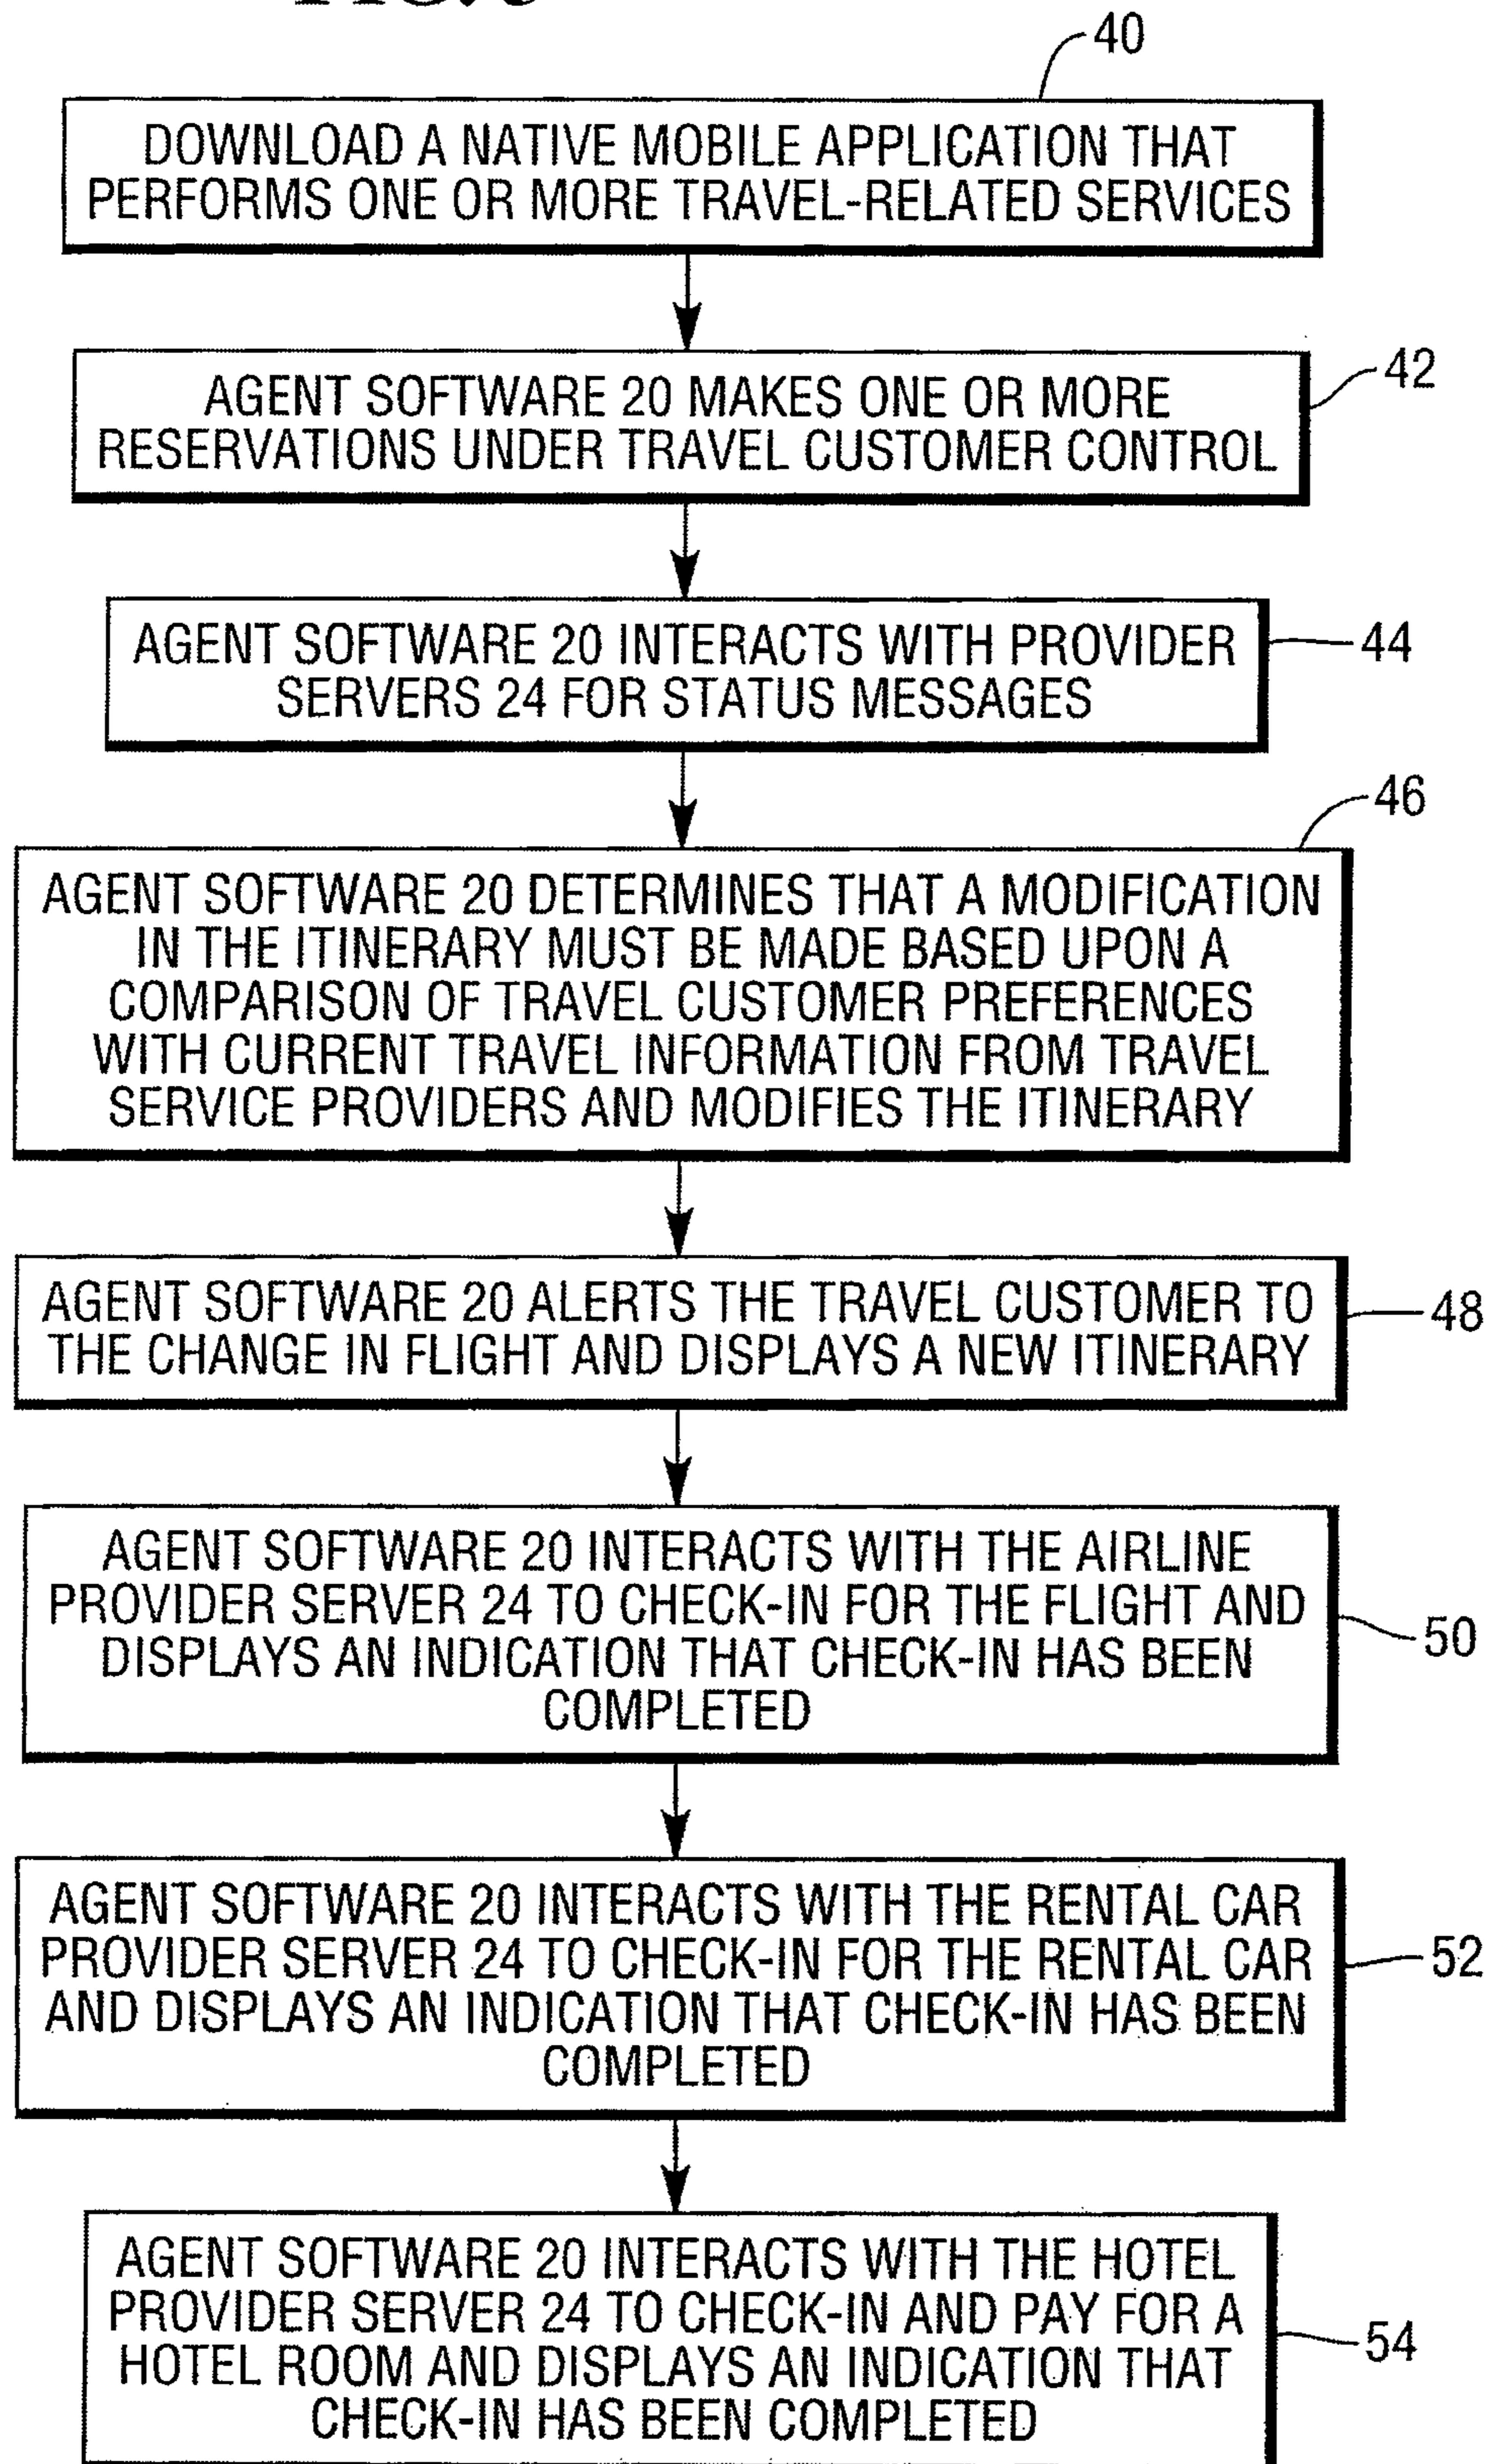 40
DOWNLOAD A NATIVE MOBILE APPLICATION THAT
PERFORMS ONE OR MORE TRAVEL-RELATED SERVICES
42
AGENT SOFTWARE 20 MAKES ONE OR MORE
RESERVATIONS UNDER TRAVEL CUSTOMER CONTROL
44
AGENT SOFTWARE 20 INTERACTS WITH PROVIDER
SERVERS 24 FOR STATUS MESSAGES
46
AGENT SOFTWARE 20 DETERMINES THAT A MODIFICATION
IN THE ITINERARY MUST BE MADE BASED UPON A
COMPARISON OF TRAVEL CUSTOMER PREFERENCES
WITH CURRENT TRAVEL INFORMATION FROM TRAVEL
SERVICE PROVIDERS AND MODIFIES THE ITINERARY
48
AGENT SOFTWARE 20 ALERTS THE TRAVEL CUSTOMER TO
THE CHANGE IN FLIGHT AND DISPLAYS A NEW ITINERARY
50
AGENT SOFTWARE 20 INTERACTS WITH THE AIRLINE
PROVIDER SERVER 24 TO CHECK-IN FOR THE FLIGHT AND
DISPLAYS AN INDICATION THAT CHECK-IN HAS BEEN
COMPLETED
52
AGENT SOFTWARE 20 INTERACTS WITH THE RENTAL CAR
PROVIDER SERVER 24 TO CHECK-IN FOR THE RENTAL CAR
AND DISPLAYS AN INDICATION THAT CHECK-IN HAS BEEN
COMPLETED
54
AGENT SOFTWARE 20 INTERACTS WITH THE HOTEL
PROVIDER SERVER 24 TO CHECK-IN AND PAY FOR A
HOTEL ROOM AND DISPLAYS AN INDICATION THAT
CHECK-IN HAS BEEN COMPLETED